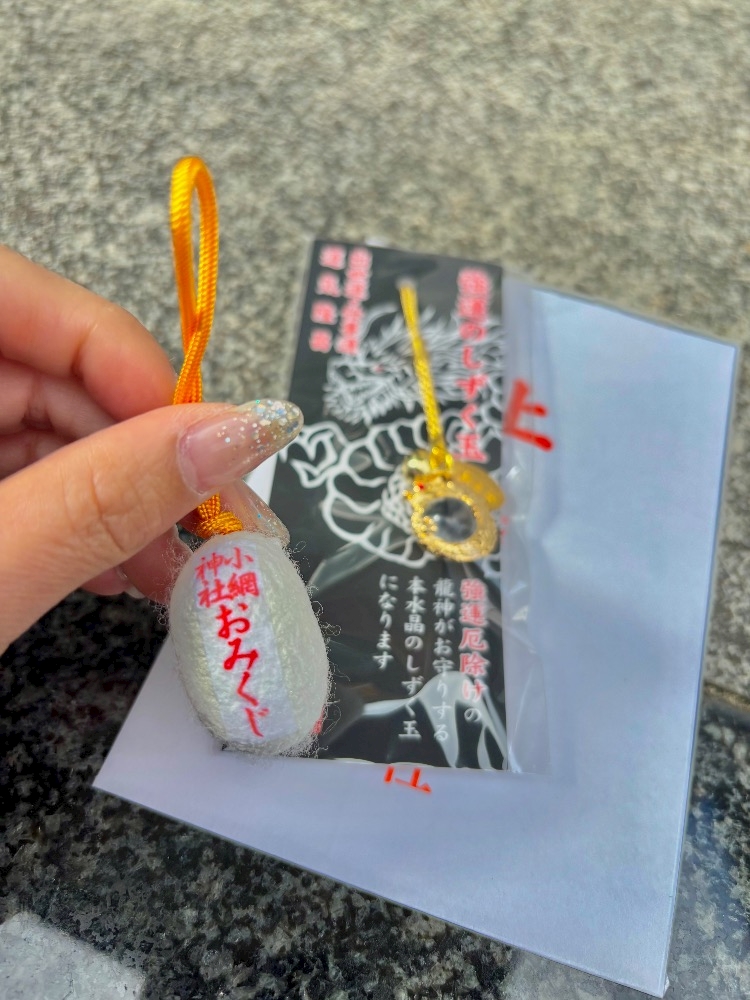 小網
神社
おみくじ
強運のしずく玉
強運厄除けの
龍神がお守りする
本水晶のしずく玉
になります
上